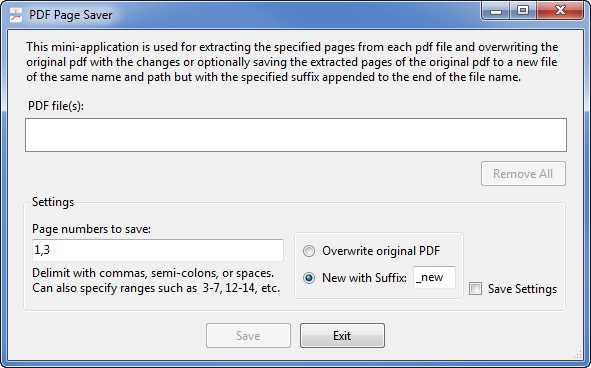 PDF Page Saver
This mini-application is used for extracting the specified pages from each pdf file and overwriting the
original pdf with the changes or optionally saving the extracted pages of the original pdf to a new file
of the same name and path but with the specified suffix appended to the end of the file name.
PDF file(s):
Remove All
Settings
Page numbers to save:
1,3
Delimit with commas, semi-colons, or spaces.
Can also specify ranges such as 3-7, 12-14, etc.
Overwrite original PDF
New with Suffix: _new
Save Settings
Save Exit